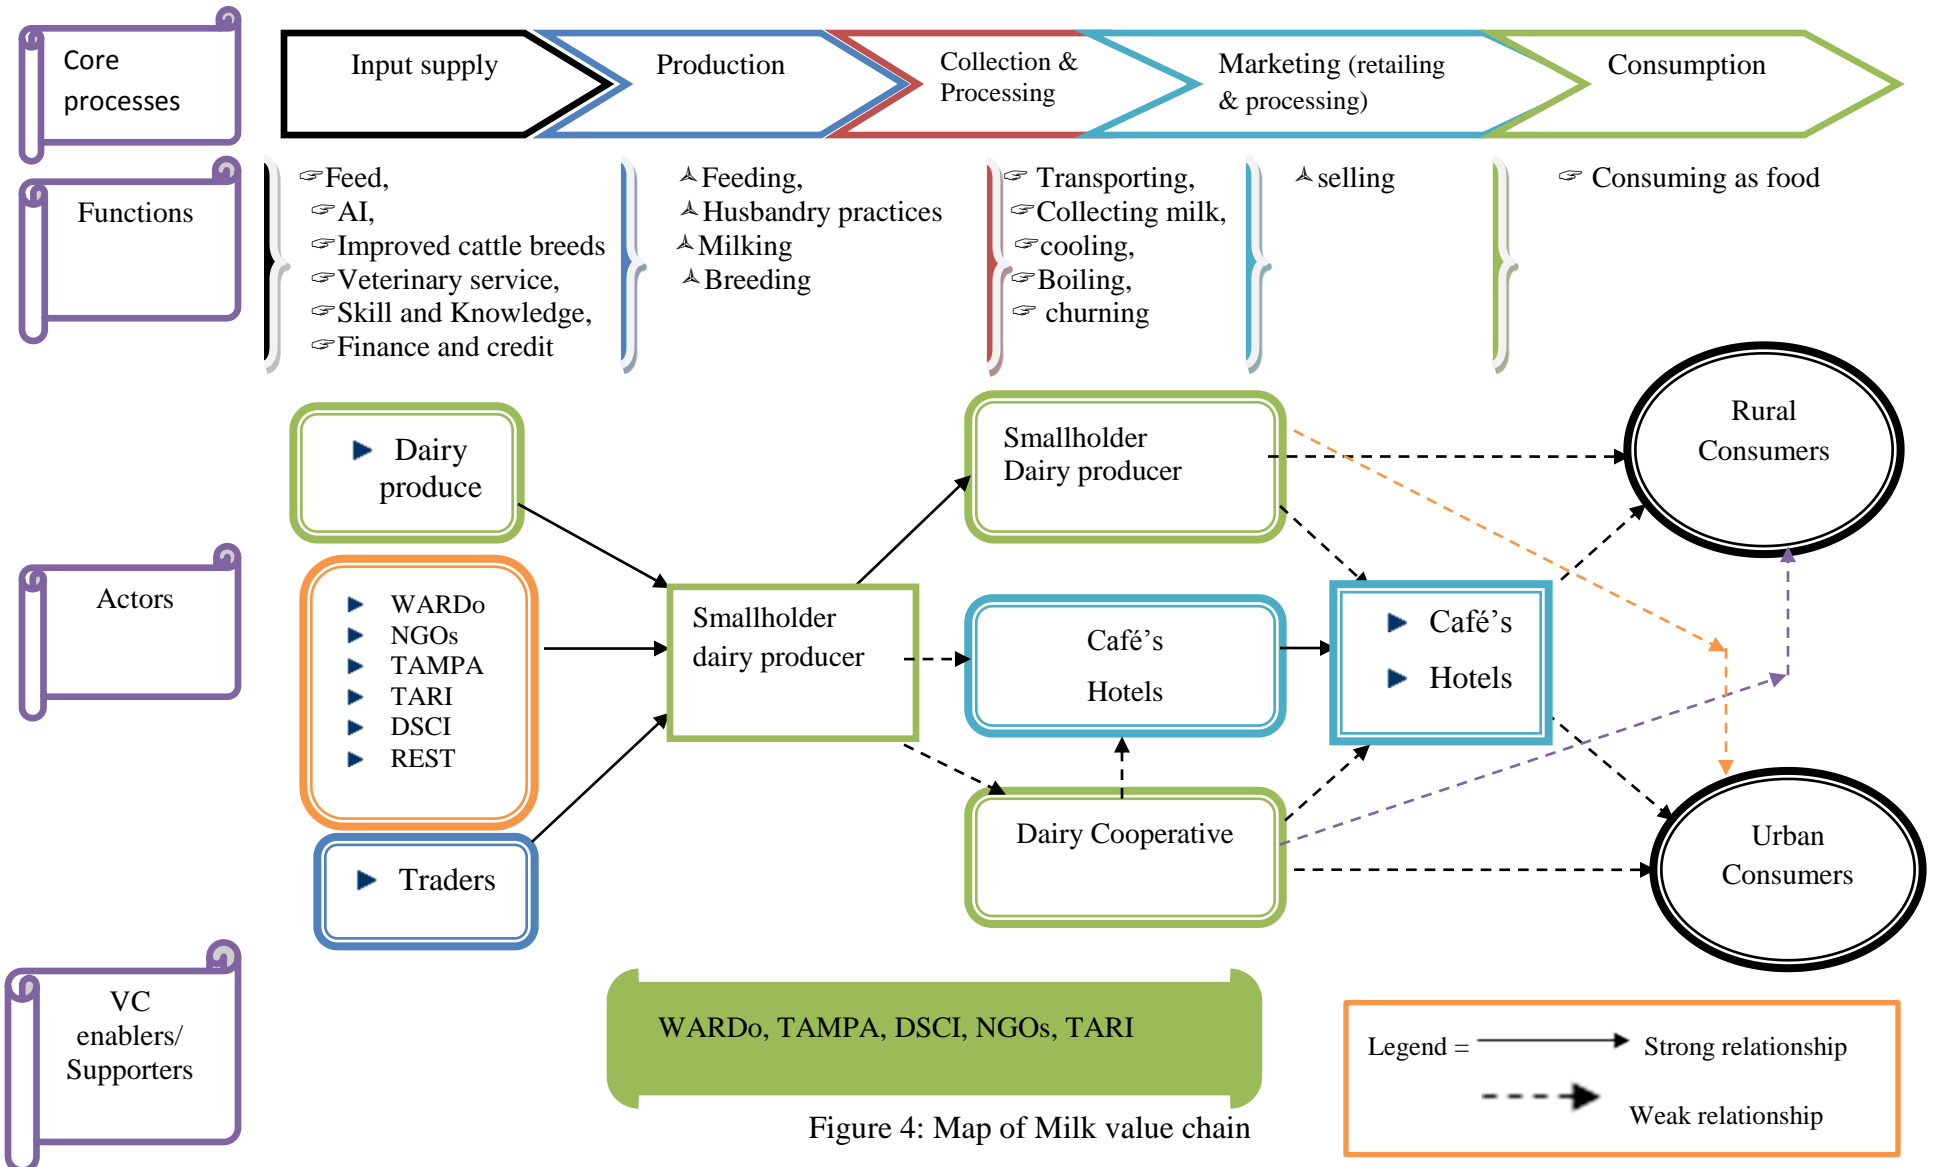 Core
processes
Input supply
Production
Collection &
Processing
Marketing (retailing
& processing)
Consumption
Functions
Feed,
AI,
Improved cattle breeds
Veterinary service,
Skill and Knowledge,
Finance and credit
Feeding,
Husbandry practices
Milking
Breeding
Transporting,
Collecting milk,
cooling,
Boiling,
churning
selling
Consuming as food
Actors
Dairy
produce
WARDo
NGOs
TAMPA
TARI
DSCI
REST
Traders
Smallholder
dairy producer
Smallholder
Dairy producer
Café’s
Hotels
Dairy Cooperative
Café’s
Hotels
Rural
Consumers
Urban
Consumers
VC
enablers/
Supporters
WARDo, TAMPA, DSCI, NGOs, TARI
Legend =
Strong relationship
Weak relationship
Figure 4: Map of Milk value chain